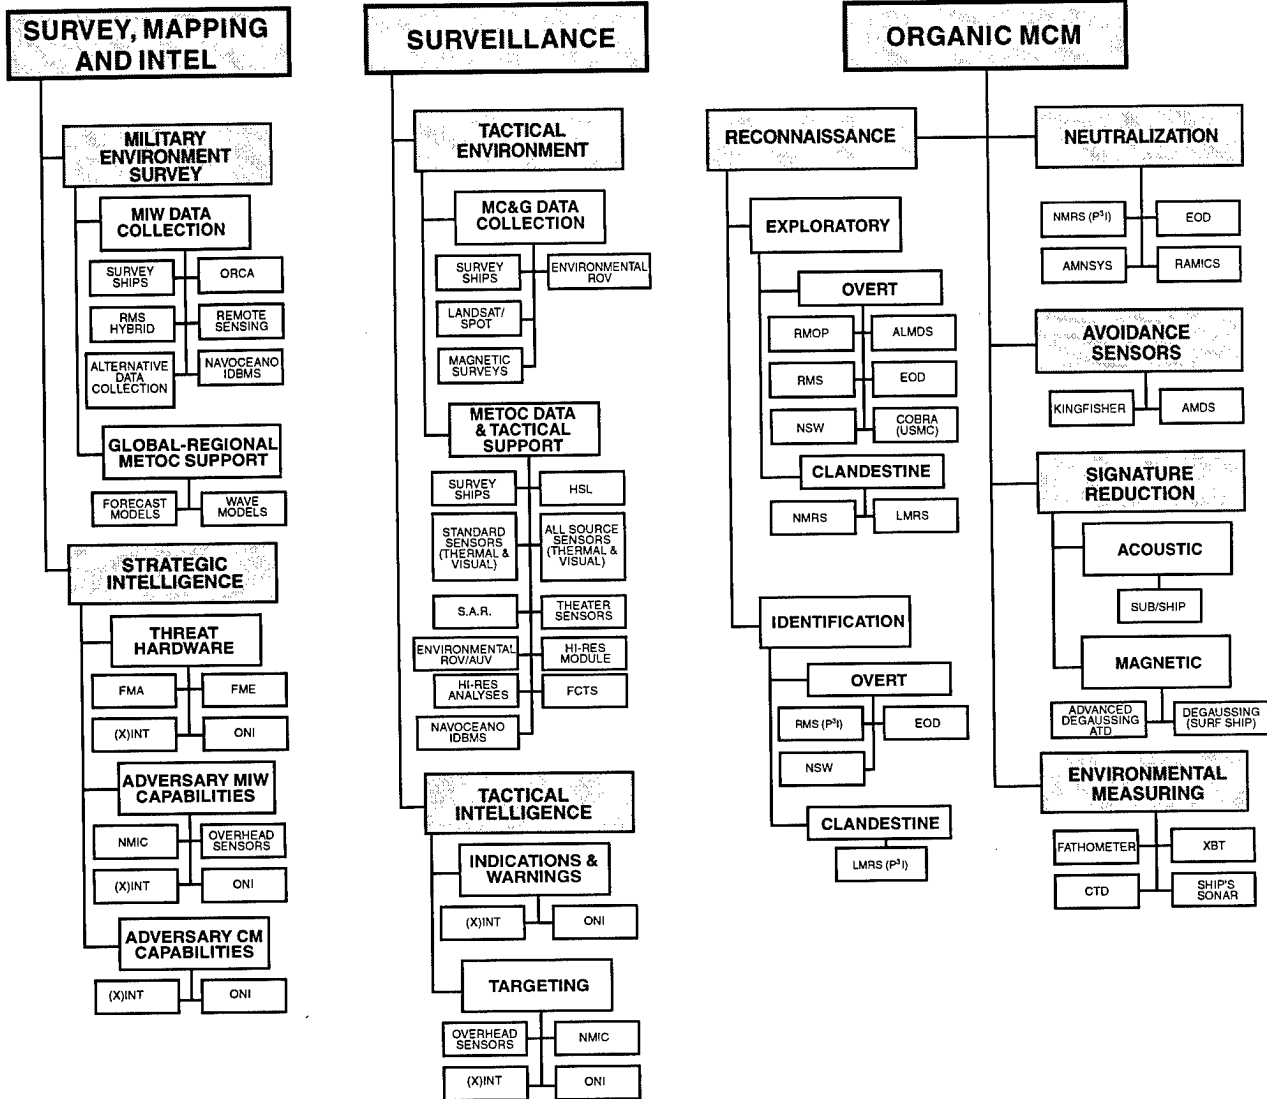 SURVEY, MAPPING
AND INTEL
MILITARY
ENVIRONMENT
SURVEY
MIW DATA
COLLECTION
SURVEY
SHIPS
ORCA
RMS
HYBRID
REMOTE
SENSING
ALTERNATIVE
DATA
COLLECTION
NAVOCEANO
IDBMS
GLOBAL-REGIONAL
METOC SUPPORT
FORECAST
MODELS
WAVE
MODELS
STRATEGIC
INTELLIGENCE
THREAT
HARDWARE
FMA
FME
(X)INT
ONI
ADVERSARY MIW
CAPABILITIES
NMIC
OVERHEAD
SENSORS
(X)INT
ONI
ADVERSARY CM
CAPABILITIES
(X)INT
ONI
SURVEILLANCE
TACTICAL
ENVIRONMENT
MC&G DATA
COLLECTION
SURVEY
SHIPS
ENVIRONMENTAL
ROV
LANDSAT/
SPOT
MAGNETIC
SURVEYS
METOC DATA
& TACTICAL
SUPPORT
SURVEY
SHIPS
HSL
STANDARD
SENSORS
(THERMAL &
VISUAL)
ALL SOURCE
SENSORS
(THERMAL &
VISUAL)
S.A.R.
THEATER
SENSORS
ENVIRONMENTAL
ROV/AUV
HI-RES
MODULE
HI-RES
ANALYSES
FCTS
NAVOCEANO
IDBMS
TACTICAL
INTELLIGENCE
INDICATIONS &
WARNINGS
(X)INT
ONI
TARGETING
OVERHEAD
SENSORS
NMIC
(X)INT
ONI
ORGANIC MCM
RECONNAISSANCE
EXPLORATORY
OVERT
RMOP
ALMDS
RMS
EOD
NSW
COBRA
(USMC)
CLANDESTINE
NMRS
LMRS
IDENTIFICATION
OVERT
RMS (P³I)
EOD
NSW
CLANDESTINE
LMRS (P³I)
NEUTRALIZATION
NMRS (P³I)
EOD
AMNSYS
RAMICS
AVOIDANCE
SENSORS
KINGFISHER
AMDS
SIGNATURE
REDUCTION
ACOUSTIC
SUB/SHIP
MAGNETIC
ADVANCED
DEGAUSSING
ATD
DEGAUSSING
(SURF SHIP)
ENVIRONMENTAL
MEASURING
FATHOMETER
XBT
CTD
SHIP'S
SONAR